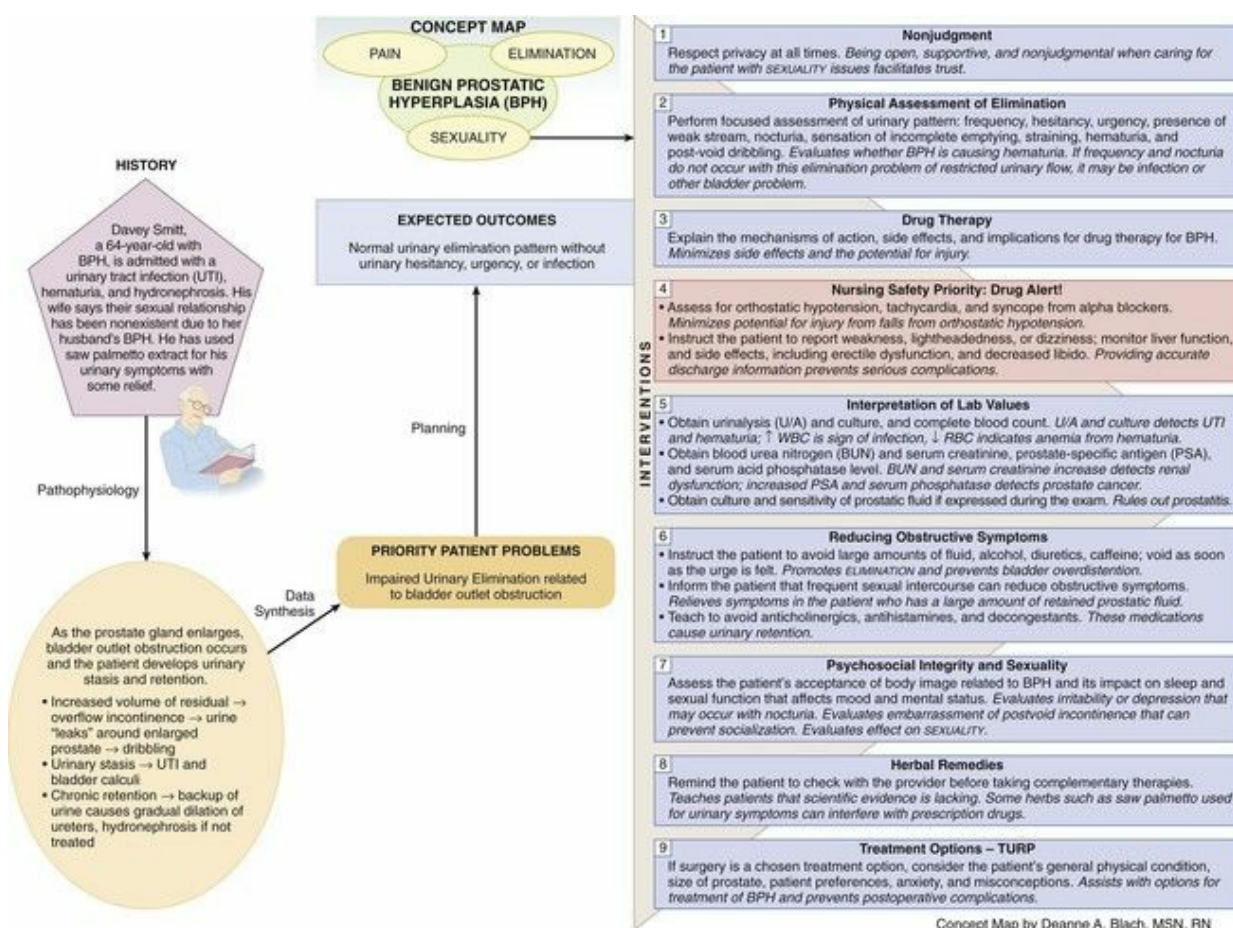 CONCEPT MAP
PAIN
ELIMINATION
BENIGN PROSTATIC
HYPERPLASIA (BPH)
SEXUALITY
HISTORY
Davey Smitt,
a 64-year-old with
BPH, is admitted with a
urinary tract infection (UTI),
hematuria, and hydronephrosis. His
wife says their sexual relationship
has been nonexistent due to her
husband's BPH. He has used
saw palmetto extract for his
urinary symptoms with
some relief.
Pathophysiology
As the prostate gland enlarges,
bladder outlet obstruction occurs
and the patient develops urinary
stasis and retention.
• Increased volume of residual →
overflow incontinence → urine
"leaks" around enlarged
prostate → dribbling
• Urinary stasis → UTI and
bladder calculi
• Chronic retention → backup of
urine causes gradual dilation of
ureters, hydronephrosis if not
treated
Data
Synthesis
PRIORITY PATIENT PROBLEMS
Impaired Urinary Elimination related
to bladder outlet obstruction
Planning
EXPECTED OUTCOMES
Normal urinary elimination pattern without
urinary hesitancy, urgency, or infection
INTERVENTIONS
1 Nonjudgment
Respect privacy at all times. Being open, supportive, and nonjudgmental when caring for
the patient with SEXUALITY issues facilitates trust.
2 Physical Assessment of Elimination
Perform focused assessment of urinary pattern: frequency, hesitancy, urgency, presence of
weak stream, nocturia, sensation of incomplete emptying, straining, hematuria, and
post-void dribbling. Evaluates whether BPH is causing hematuria. If frequency and nocturia
do not occur with this elimination problem of restricted urinary flow, it may be infection or
other bladder problem.
3 Drug Therapy
Explain the mechanisms of action, side effects, and implications for drug therapy for BPH.
Minimizes side effects and the potential for injury.
4 Nursing Safety Priority: Drug Alert!
• Assess for orthostatic hypotension, tachycardia, and syncope from alpha blockers.
Minimizes potential for injury from falls from orthostatic hypotension.
• Instruct the patient to report weakness, lightheadedness, or dizziness; monitor liver function,
and side effects, including erectile dysfunction, and decreased libido. Providing accurate
discharge information prevents serious complications.
5 Interpretation of Lab Values
• Obtain urinalysis (U/A) and culture, and complete blood count. U/A and culture detects UTI
and hematuria; ↑ WBC is sign of infection, ↓ RBC indicates anemia from hematuria.
• Obtain blood urea nitrogen (BUN) and serum creatinine, prostate-specific antigen (PSA),
and serum acid phosphatase level. BUN and serum creatinine increase detects renal
dysfunction; increased PSA and serum phosphatase detects prostate cancer.
• Obtain culture and sensitivity of prostatic fluid if expressed during the exam. Rules out prostatitis.
6 Reducing Obstructive Symptoms
• Instruct the patient to avoid large amounts of fluid, alcohol, diuretics, caffeine; void as soon
as the urge is felt. Promotes ELIMINATION and prevents bladder overdistention.
• Inform the patient that frequent sexual intercourse can reduce obstructive symptoms.
Relieves symptoms in the patient who has a large amount of retained prostatic fluid.
• Teach to avoid anticholinergics, antihistamines, and decongestants. These medications
cause urinary retention.
7 Psychosocial Integrity and Sexuality
Assess the patient's acceptance of body image related to BPH and its impact on sleep and
sexual function that affects mood and mental status. Evaluates irritability or depression that
may occur with nocturia. Evaluates embarrassment of postvoid incontinence that can
prevent socialization. Evaluates effect on SEXUALITY.
8 Herbal Remedies
Remind the patient to check with the provider before taking complementary therapies.
Teaches patients that scientific evidence is lacking. Some herbs such as saw palmetto used
for urinary symptoms can interfere with prescription drugs.
9 Treatment Options – TURP
If surgery is a chosen treatment option, consider the patient's general physical condition,
size of prostate, patient preferences, anxiety, and misconceptions. Assists with options for
treatment of BPH and prevents postoperative complications.
Concept Map by Deanne A. Blach, MSN, RN